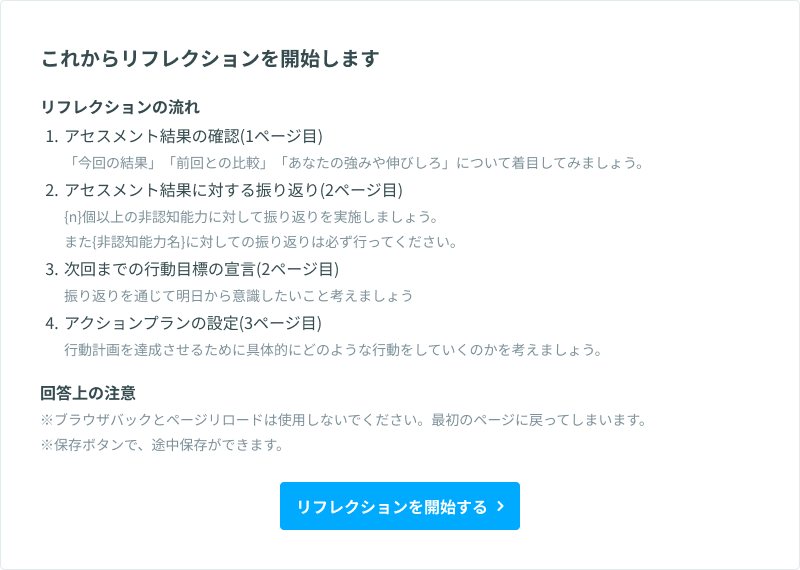 これからリフレクションを開始します
リフレクションの流れ
1. アセスメント結果の確認(1ページ目)
「今回の結果」「前回との比較」「あなたの強みや伸びしろ」について着目してみましょう。
2. アセスメント結果に対する振り返り(2ページ目)
{n}個以上の非認知能力に対して振り返りを実施しましょう。
また{非認知能力名}に対しての振り返りは必ず行ってください。
3. 次回までの行動目標の宣言(2ページ目)
振り返りを通じて明日から意識したいこと考えましょう
4. アクションプランの設定(3ページ目)
行動計画を達成させるために具体的にどのような行動をしていくのかを考えましょう。
回答上の注意
※ブラウザバックとページリロードは使用しないでください。最初のページに戻ってしまいます。
※保存ボタンで、途中保存ができます。
リフレクションを開始する